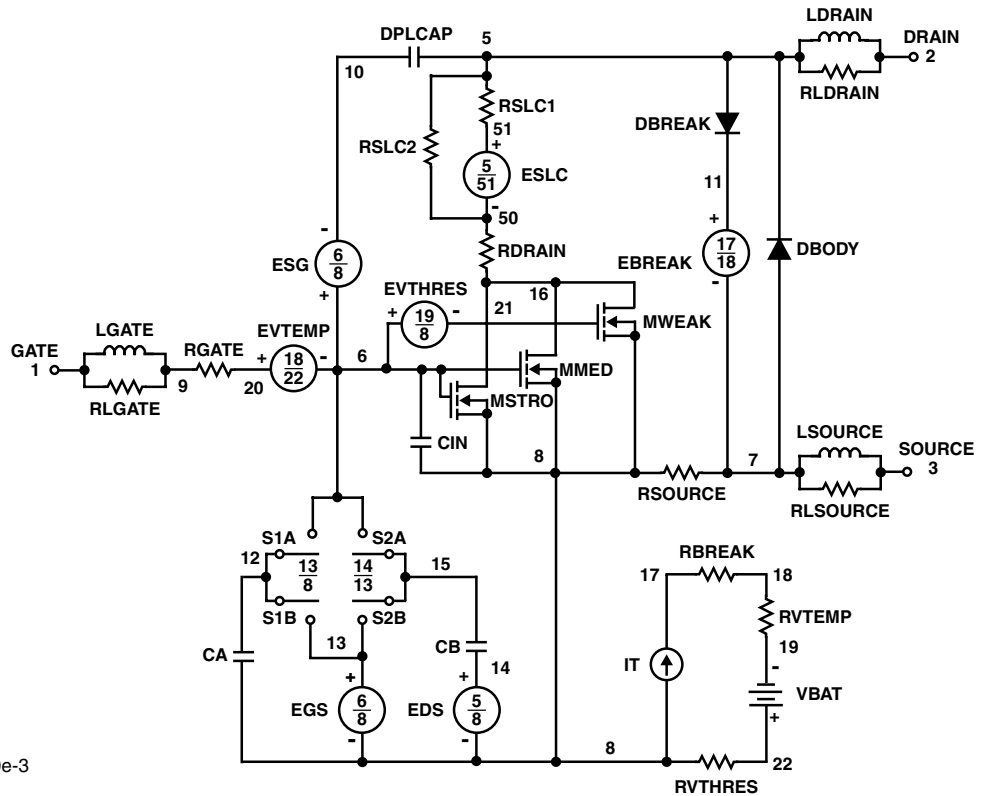 LDRAIN
DPLCAP
5
DRAIN
2
10
RLDRAIN
RSLC1
51
+
RSLC2
5
51
ESLC
-
50
DBREAK
11
RDRAIN
-
ESG
6
8
+
+
EBREAK
17
18
-
DBODY
EVTHRES
+
19
8
-
21
16
MWEAK
LGATE
GATE
1
RLGATE
9
RGATE
20
EVTEMP
+
18
22
-
6
MMED
MSTRO
CIN
8
RSOURCE
7
LSOURCE
SOURCE
3
RLSOURCE
12
S1A
S2A
13
8
14
13
15
S1B
S2B
13
CA
CB
14
+
EGS
6
8
-
+
EDS
5
8
-
8
RBREAK
17
18
RVTEMP
19
-
IT
VBAT
+
22
RVTHRES
e-3